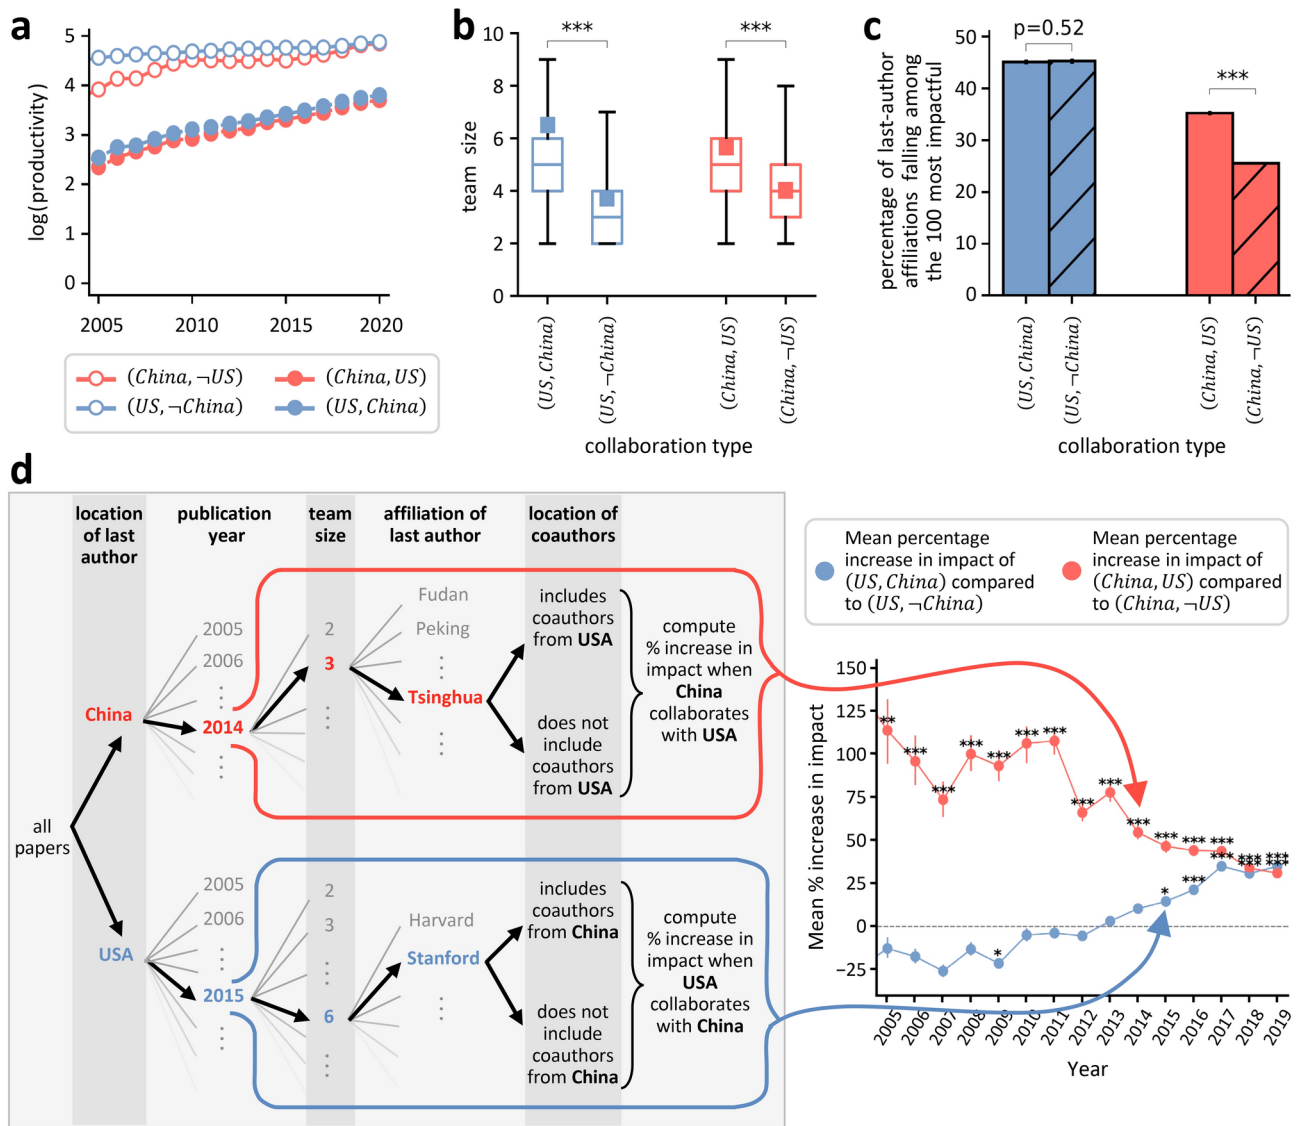 a
log(productivity)
5
4
3
2
1
0
2005
2010
2015
2020
(China, ¬US)
(China, US)
(US, ¬China)
(US, China)
b
team size
10
8
6
4
2
0
***
***
(US, China)
(US, ¬China)
(China, US)
(China, ¬US)
collaboration type
c
percentage of last-author
affiliations falling among
the 100 most impactful
50
40
30
20
10
0
p=0.52
***
(US, China)
(US, ¬China)
(China, US)
(China, ¬US)
collaboration type
d
location
of last
author
publication
year
team
size
affiliation of
last author
location of
coauthors
all
papers
China
2005
2006
2014
2
3
Fudan
Peking
Tsinghua
includes
coauthors
from USA
does not
include
coauthors
from USA
compute
% increase in
impact when
China
collaborates
with USA
USA
2005
2006
2015
2
3
6
Harvard
Stanford
includes
coauthors
from China
does not
include
coauthors
from China
compute
% increase in
impact when
USA
collaborates
with China
Mean percentage
increase in impact of
(US, China) compared
to (US, ¬China)
Mean percentage
increase in impact of
(China, US) compared
to (China, ¬US)
Mean % increase in impact
150
125
100
75
50
25
0
−25
**
***
***
***
***
***
***
***
***
***
***
***
***
***
***
*
*
***
***
***
***
2005
2006
2007
2008
2009
2010
2011
2012
2013
2014
2015
2016
2017
2018
2019
Year